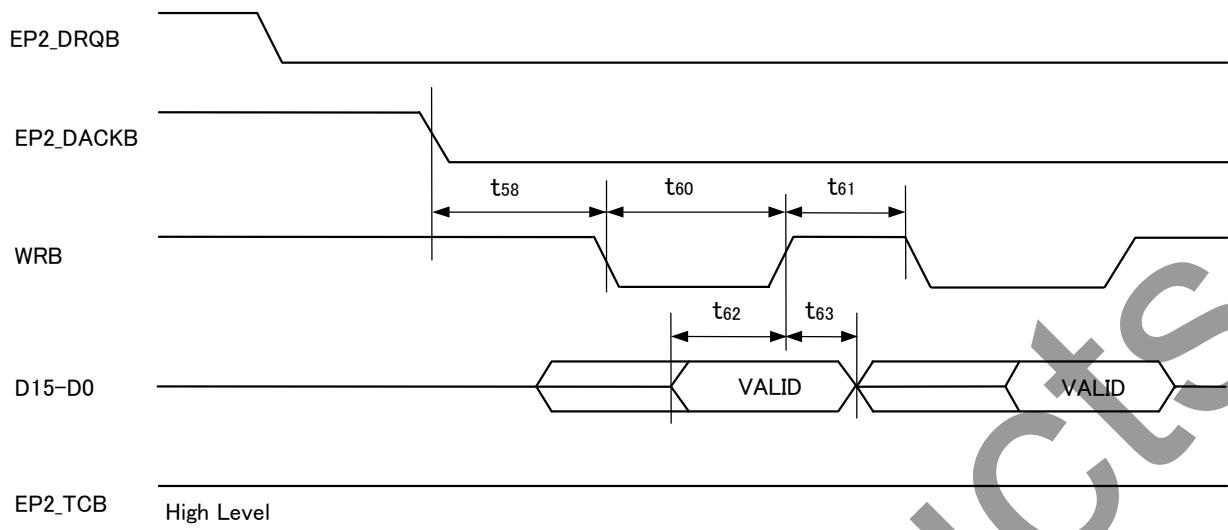 EP2_DRQB
EP2_DACKB
t58 t60 t61
WRB
t62 t63
D15-D0 VALID VALID
EP2_TCB High Level